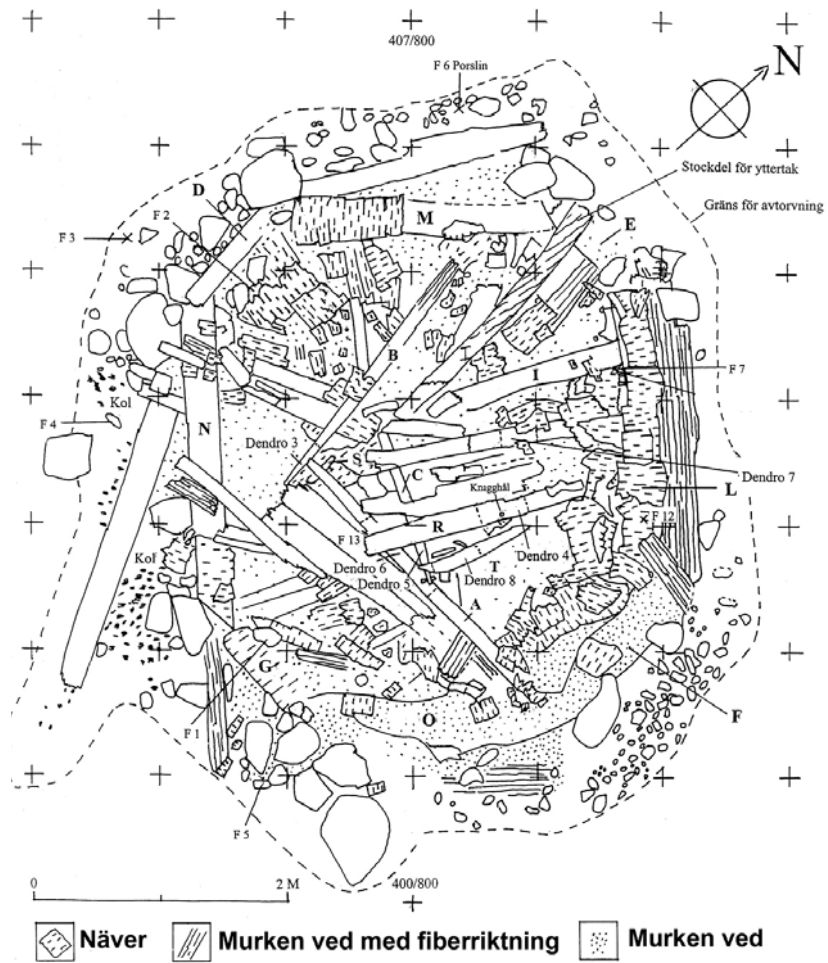 407/800
F 6 Porslin
N
Stockdel för yttertak
D
F 2
M
Gräns för avtorvning
E
F 3
B
I
F 7
Kol
F 4
N
Dendro 3
S
C
Dendro 7
Knagghål
L
R
F 12
F 13
Dendro 4
Kol
Dendro 6
T
Dendro 5
Dendro 8
A
G
F 1
O
F
F 5
0
2 M
400/800
Näver
Murken ved med fiberriktning
Murken ved